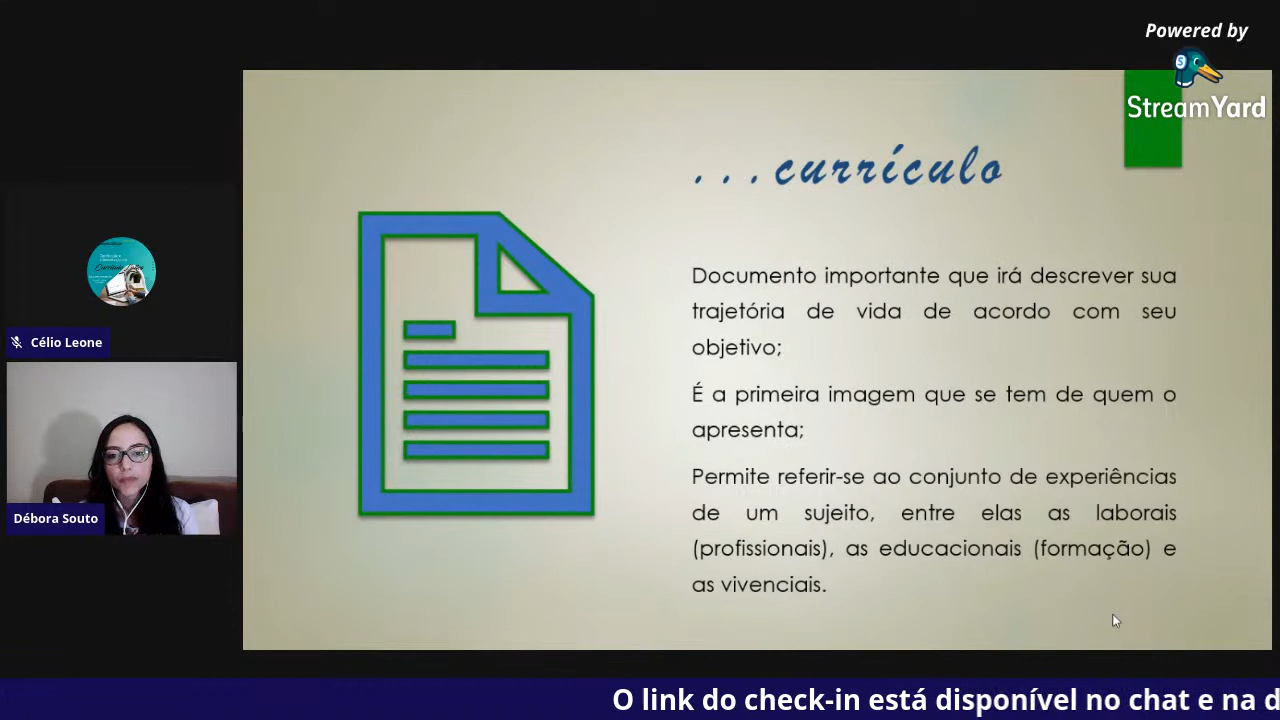 Powered by
StreamYard
...currículo
Documento importante que irá descrever sua
trajetória de vida de acordo com seu
objetivo;
É a primeira imagem que se tem de quem o
apresenta;
Permite referir-se ao conjunto de experiências
de um sujeito, entre elas as laborais
(profissionais), as educacionais (formação) e
as vivenciais.
Célio Leone
Débora Souto
O link do check-in está disponível no chat e na d